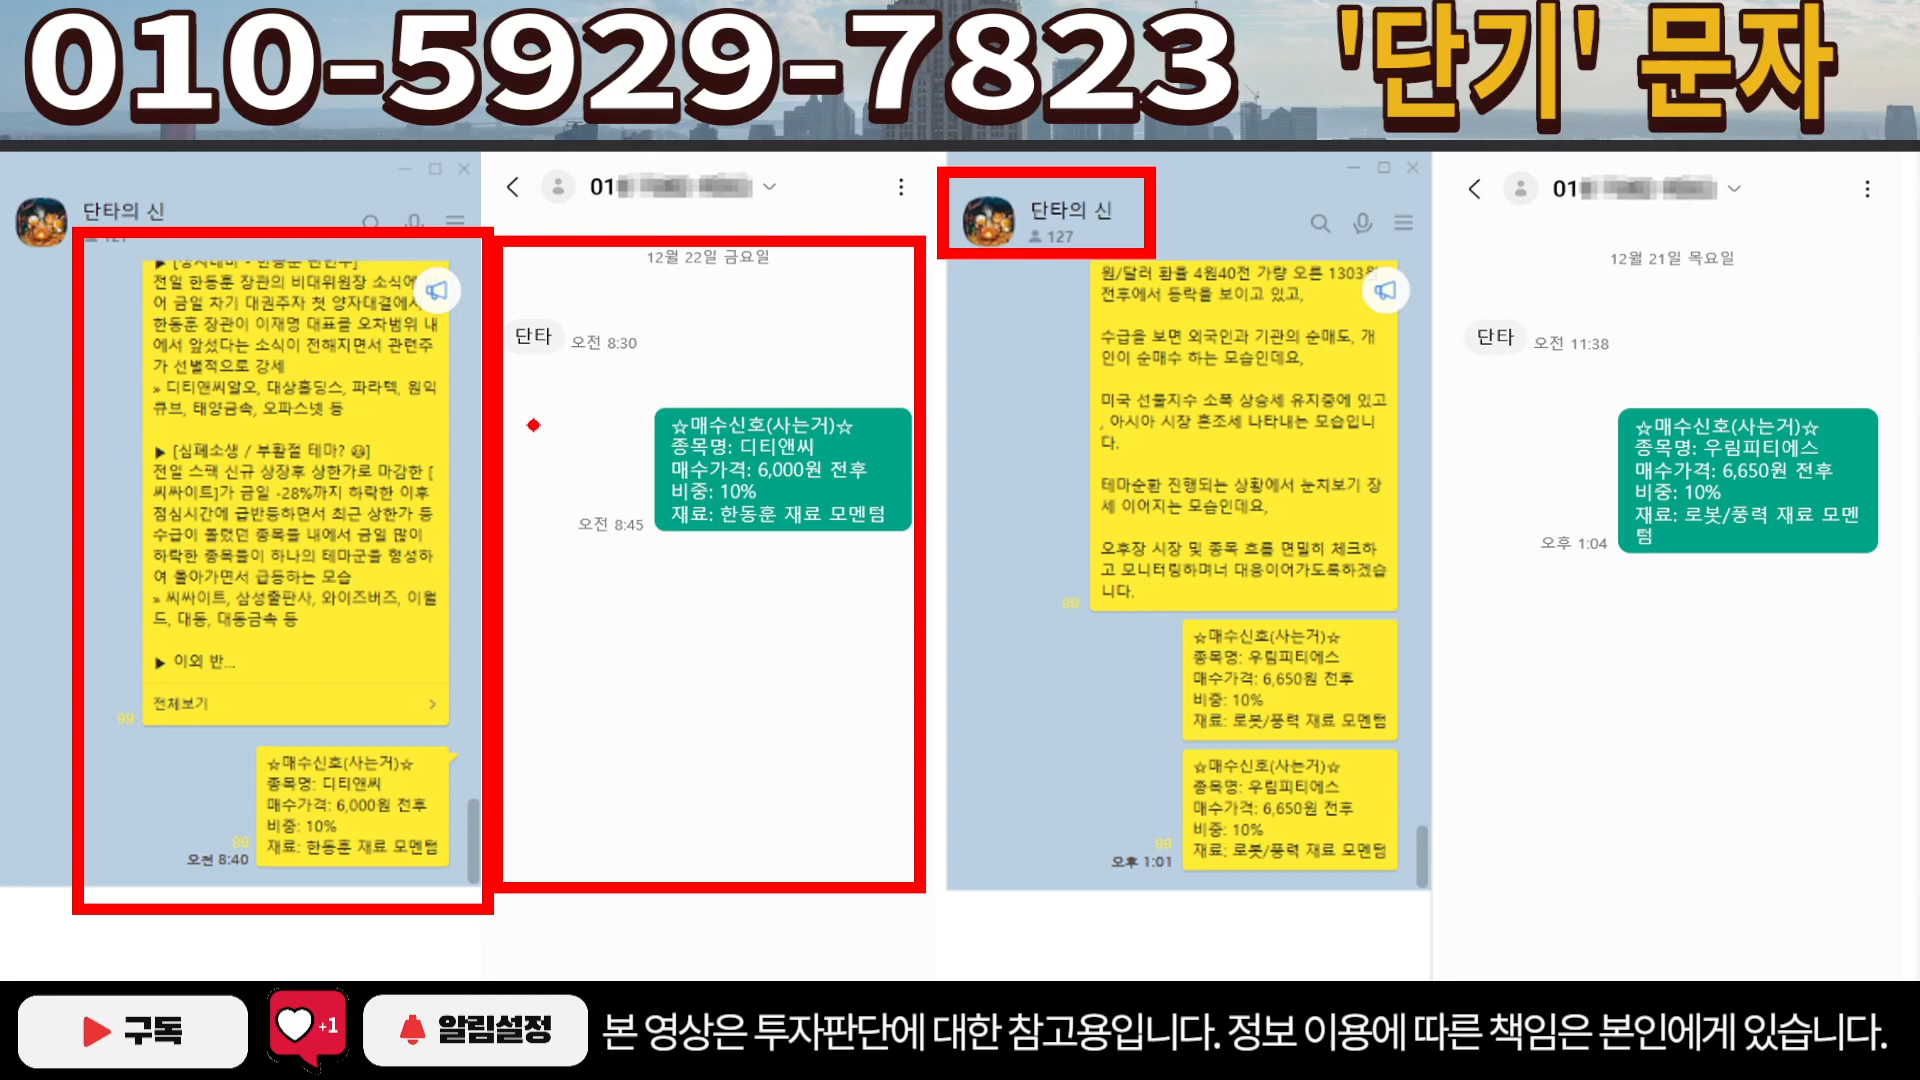 010-5929-7823 '단기' 문자
단타의 신
127
전일 한동훈 장관의 비대위원장 소식에
어 금일 차기 대권주자 첫 양자대결에서
한동훈 장관이 이재명 대표를 오차범위 내
에서 앞섰다는 소식이 전해지면서 관련주
가 선별적으로 강세
» 디티앤씨알오, 대상홀딩스, 파라텍, 원익
큐브, 태양금속, 오파스넷 등
▶ [심폐소생 / 부활절 테마? 😂]
전일 스팩 신규 상장후 상한가로 마감한 [
씨싸이트]가 금일 -28%까지 하락한 이후
점심시간에 급반등하면서 최근 상한가 등
수급이 몰렸던 종목들 내에서 금일 많이
하락한 종목들이 하나의 테마군을 형성하
여 돌아가면서 급등하는 모습
» 씨싸이트, 삼성출판사, 와이즈버즈, 이월
드, 대동, 대동금속 등
▶ 이외 반...
전체보기
99
☆매수신호(사는거)☆
종목명: 디티앤씨
매수가격: 6,000원 전후
비중: 10%
재료: 한동훈 재료 모멘텀
99
오전 8:40
01
12월 22일 금요일
단타
오전 8:30
☆매수신호(사는거)☆
종목명: 디티앤씨
매수가격: 6,000원 전후
비중: 10%
재료: 한동훈 재료 모멘텀
오전 8:45
단타의 신
127
원/달러 환율 4원40전 가량 오른 1303원
전후에서 등락을 보이고 있고,
수급을 보면 외국인과 기관의 순매도, 개
인이 순매수 하는 모습인데요,
미국 선물지수 소폭 상승세 유지중에 있고
, 아시아 시장 혼조세 나타내는 모습입니
다.
테마순환 진행되는 상황에서 눈치보기 장
세 이어지는 모습인데요,
오후장 시장 및 종목 흐름 면밀히 체크하
고 모니터링하며너 대응이어가도록하겠습
니다.
99
☆매수신호(사는거)☆
종목명: 우림피티에스
매수가격: 6,650원 전후
비중: 10%
재료: 로봇/풍력 재료 모멘텀
☆매수신호(사는거)☆
종목명: 우림피티에스
매수가격: 6,650원 전후
비중: 10%
재료: 로봇/풍력 재료 모멘텀
99
오후 1:01
01
12월 21일 목요일
단타
오전 11:38
☆매수신호(사는거)☆
종목명: 우림피티에스
매수가격: 6,650원 전후
비중: 10%
재료: 로봇/풍력 재료 모멘
텀
오후 1:04
구독
+1
알림설정
본 영상은 투자판단에 대한 참고용입니다. 정보 이용에 따른 책임은 본인에게 있습니다.